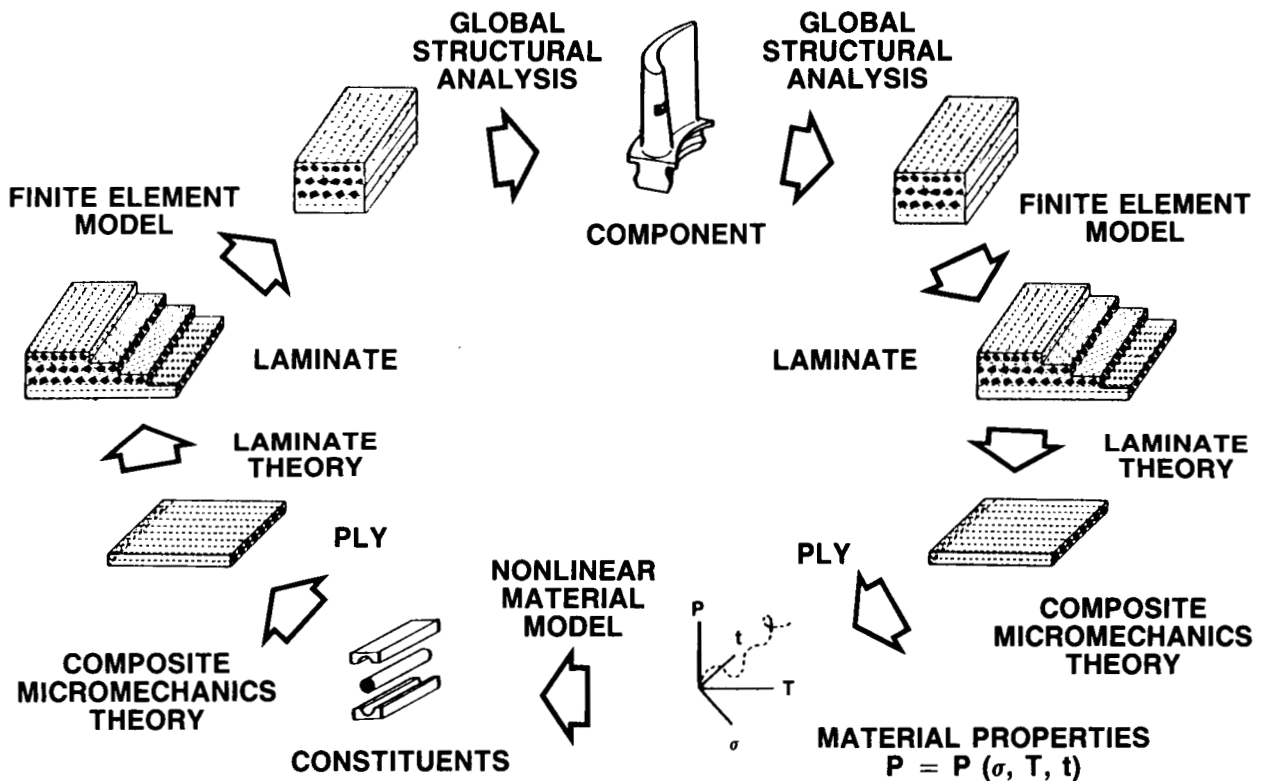 GLOBAL
STRUCTURAL
ANALYSIS
GLOBAL
STRUCTURAL
ANALYSIS
FINITE ELEMENT
MODEL
COMPONENT
FINITE ELEMENT
MODEL
LAMINATE
LAMINATE
LAMINATE
THEORY
LAMINATE
THEORY
PLY
PLY
NONLINEAR
MATERIAL
MODEL
P
t
T
σ
COMPOSITE
MICROMECHANICS
THEORY
COMPOSITE
MICROMECHANICS
THEORY
CONSTITUENTS
MATERIAL PROPERTIES
P = P (σ, T, t)